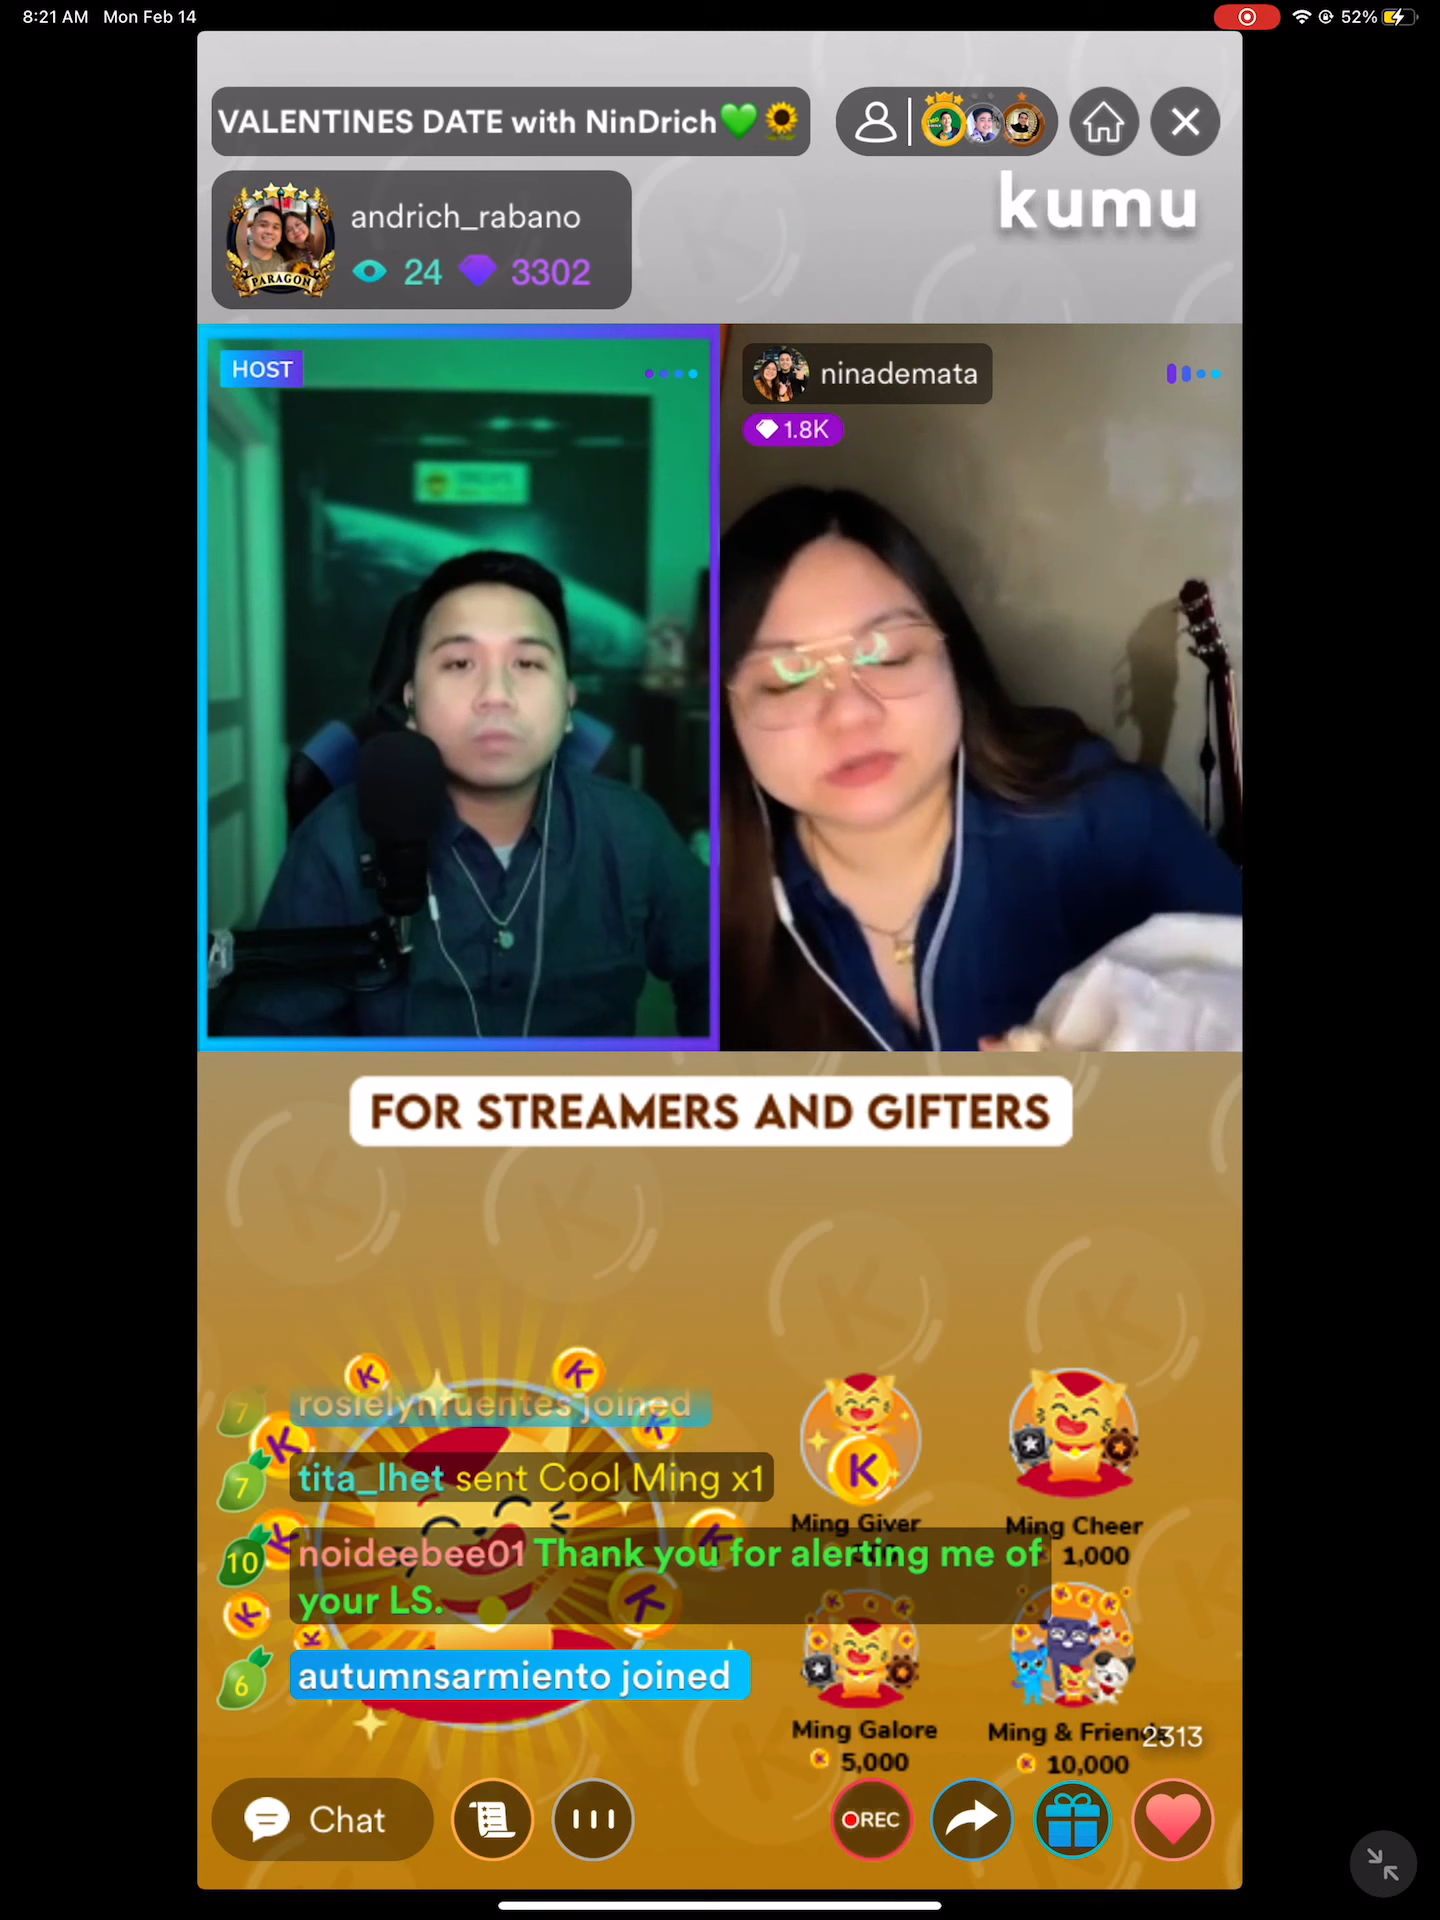 8:21 AM Mon Feb 14
52%
VALENTINES DATE with NinDrich💚🌻
andrich_rabano
24 3302
PARAGON
kumu
HOST
ninademata
1.8K
FOR STREAMERS AND GIFTERS
7 rosielynfuentes joined
7 tita_lhet sent Cool Ming x1
10 noideebee01 Thank you for alerting me of
your LS.
6 autumnsarmiento joined
Ming Giver
Ming Cheer
1,000
Ming Galore
5,000
Ming & Friends
10,000
2313
Chat
REC